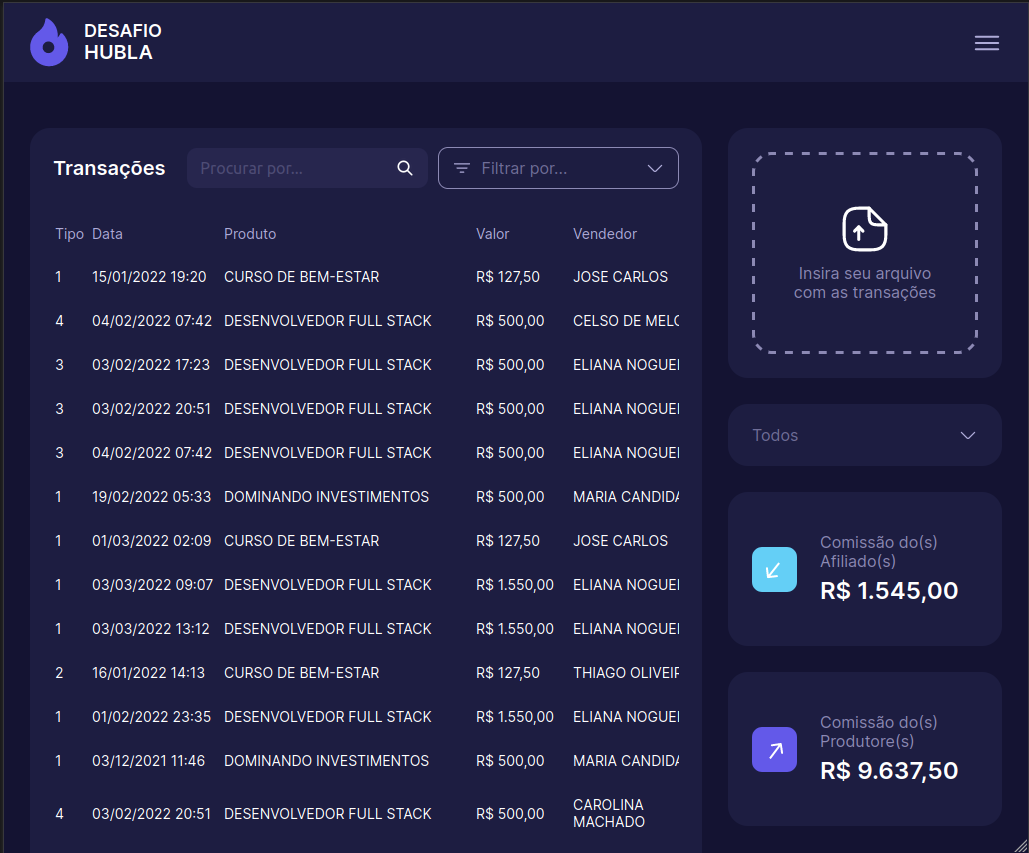 DESAFIO
HUBLA
Transações
Procurar por...
Filtrar por...
Tipo Data Produto Valor Vendedor
1 15/01/2022 19:20 CURSO DE BEM-ESTAR R$ 127,50 JOSE CARLOS
4 04/02/2022 07:42 DESENVOLVEDOR FULL STACK R$ 500,00 CELSO DE MELO
3 03/02/2022 17:23 DESENVOLVEDOR FULL STACK R$ 500,00 ELIANA NOGUEI
3 03/02/2022 20:51 DESENVOLVEDOR FULL STACK R$ 500,00 ELIANA NOGUEI
3 04/02/2022 07:42 DESENVOLVEDOR FULL STACK R$ 500,00 ELIANA NOGUEI
1 19/02/2022 05:33 DOMINANDO INVESTIMENTOS R$ 500,00 MARIA CANDIDA
1 01/03/2022 02:09 CURSO DE BEM-ESTAR R$ 127,50 JOSE CARLOS
1 03/03/2022 09:07 DESENVOLVEDOR FULL STACK R$ 1.550,00 ELIANA NOGUEI
1 03/03/2022 13:12 DESENVOLVEDOR FULL STACK R$ 1.550,00 ELIANA NOGUEI
2 16/01/2022 14:13 CURSO DE BEM-ESTAR R$ 127,50 THIAGO OLIVEIR
1 01/02/2022 23:35 DESENVOLVEDOR FULL STACK R$ 1.550,00 ELIANA NOGUEI
1 03/12/2021 11:46 DOMINANDO INVESTIMENTOS R$ 500,00 MARIA CANDIDA
4 03/02/2022 20:51 DESENVOLVEDOR FULL STACK R$ 500,00 CAROLINA
MACHADO
Insira seu arquivo
com as transações
Todos
Comissão do(s)
Afiliado(s)
R$ 1.545,00
Comissão do(s)
Produtore(s)
R$ 9.637,50